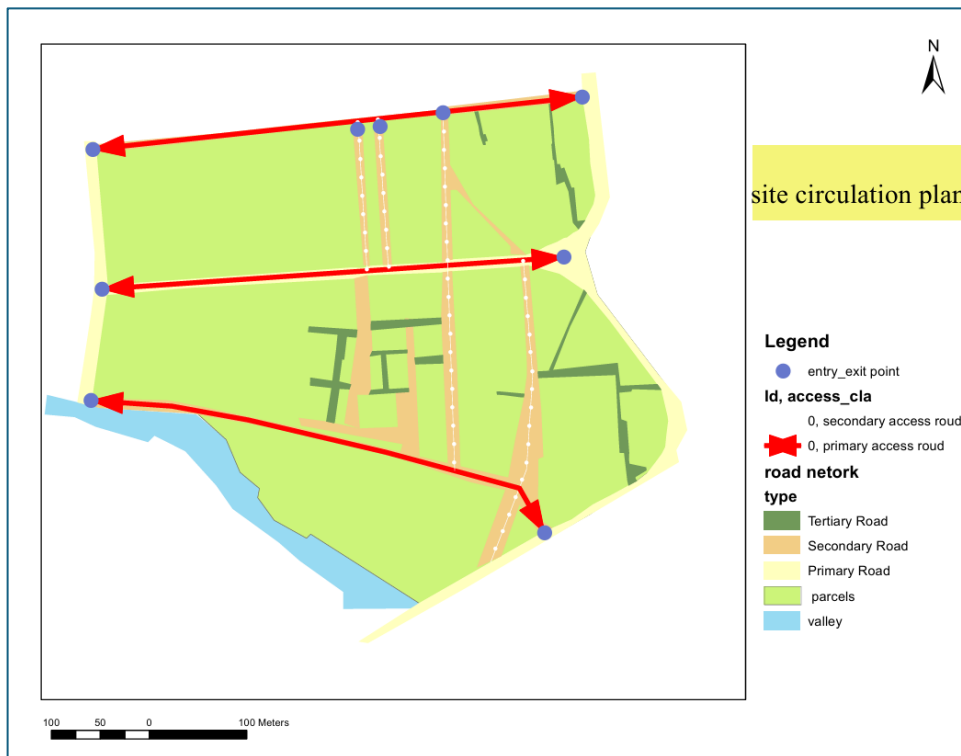 N
site circulation plan
Legend
entry_exit point
Id, access_cla
0, secondary access roud
0, primary access roud
road netork
type
Tertiary Road
Secondary Road
Primary Road
parcels
valley
100 50 0 100 Meters